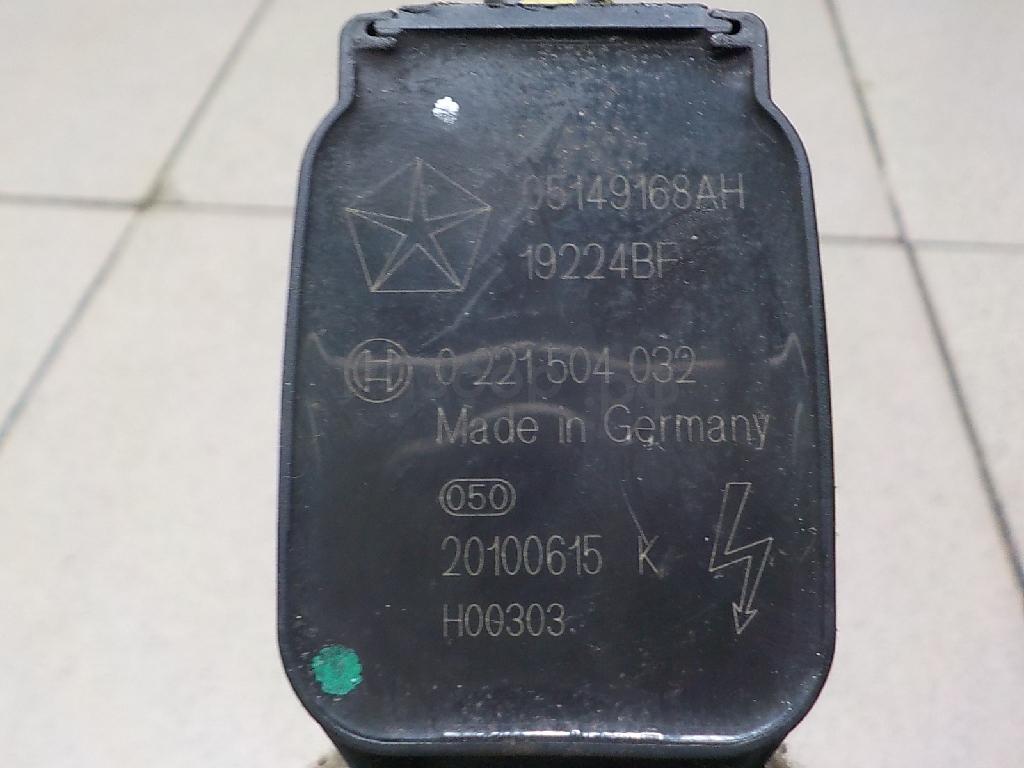 05149168AH
19224BF
0 221 504 032
Made in Germany
050
20100615 K
H00303